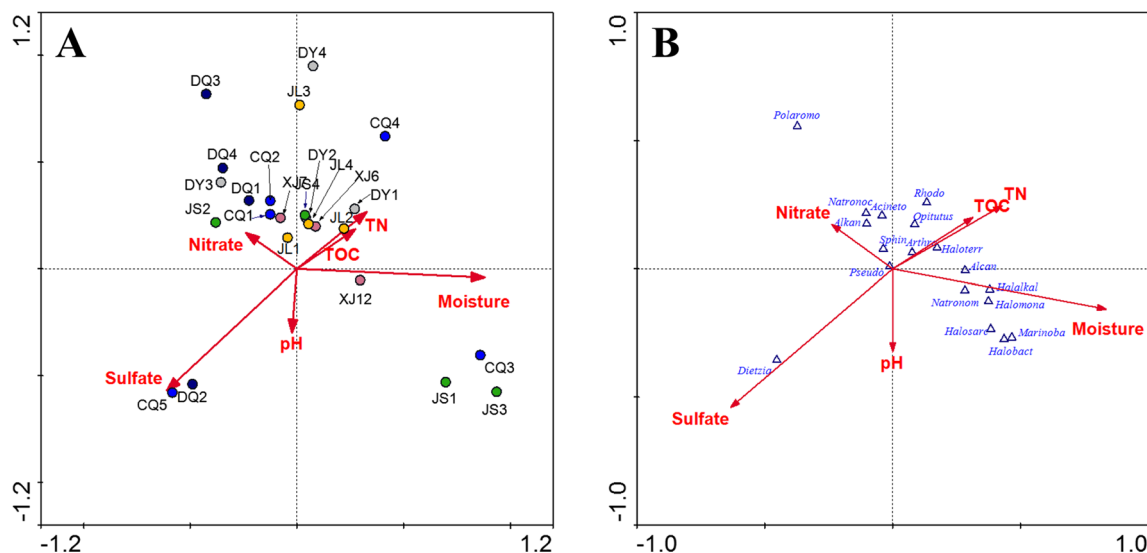 A
1.2
-1.2
-1.2
1.2
DY4
DQ3
JL3
CQ4
DQ4
CQ2
DY2
JL4
XJ7
JS4
XJ6
DY3
DQ1
DY1
JS2
CQ1
JL2
TN
Nitrate
JL1
TOC
XJ12
Moisture
pH
Sulfate
CQ5
DQ2
CQ3
JS1
JS3
B
1.0
-1.0
-1.0
1.0
Polaromo
Rhodo
TN
Natronoc
Acineto
TOC
Nitrate
Alkan
Opitutus
Sphin
Arthro
Haloterr
Pseudo
Alcan
Halalkal
Natronom
Halomona
Halosarc
Marinoba
Moisture
Halobact
pH
Dietzia
Sulfate